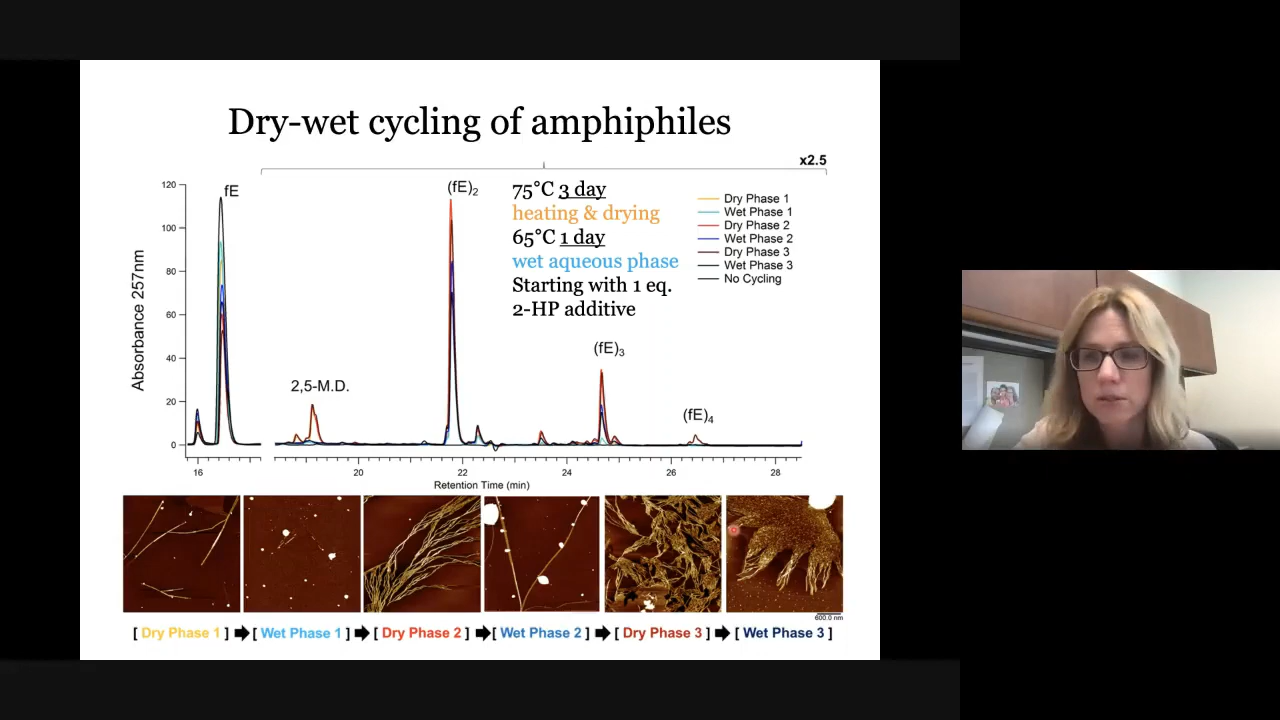 Dry-wet cycling of amphiphiles
x2.5
120
100
80
60
40
20
0
Absorbance 257nm
fE
2,5-M.D.
(fE)2
(fE)3
(fE)4
75°C 3 day
heating & drying
65°C 1 day
wet aqueous phase
Starting with 1 eq.
2-HP additive
Dry Phase 1
Wet Phase 1
Dry Phase 2
Wet Phase 2
Dry Phase 3
Wet Phase 3
No Cycling
16 20 22 24 26 28
Retention Time (min)
600.0 nm
[ Dry Phase 1 ] ➡ [ Wet Phase 1 ] ➡ [ Dry Phase 2 ] ➡ [ Wet Phase 2 ] ➡ [ Dry Phase 3 ] ➡ [ Wet Phase 3 ]